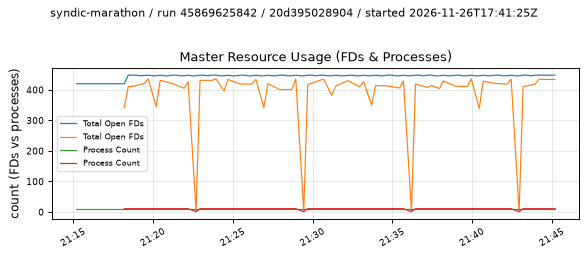 syndic-marathon / run 45869625842 / 20d395028904 / started 2026-11-26T17:41:25Z
Master Resource Usage (FDs & Processes)
count (FDs vs processes)
400
300
200
100
0
Total Open FDs
Total Open FDs
Process Count
Process Count
21:15
21:20
21:25
21:30
21:35
21:40
21:45